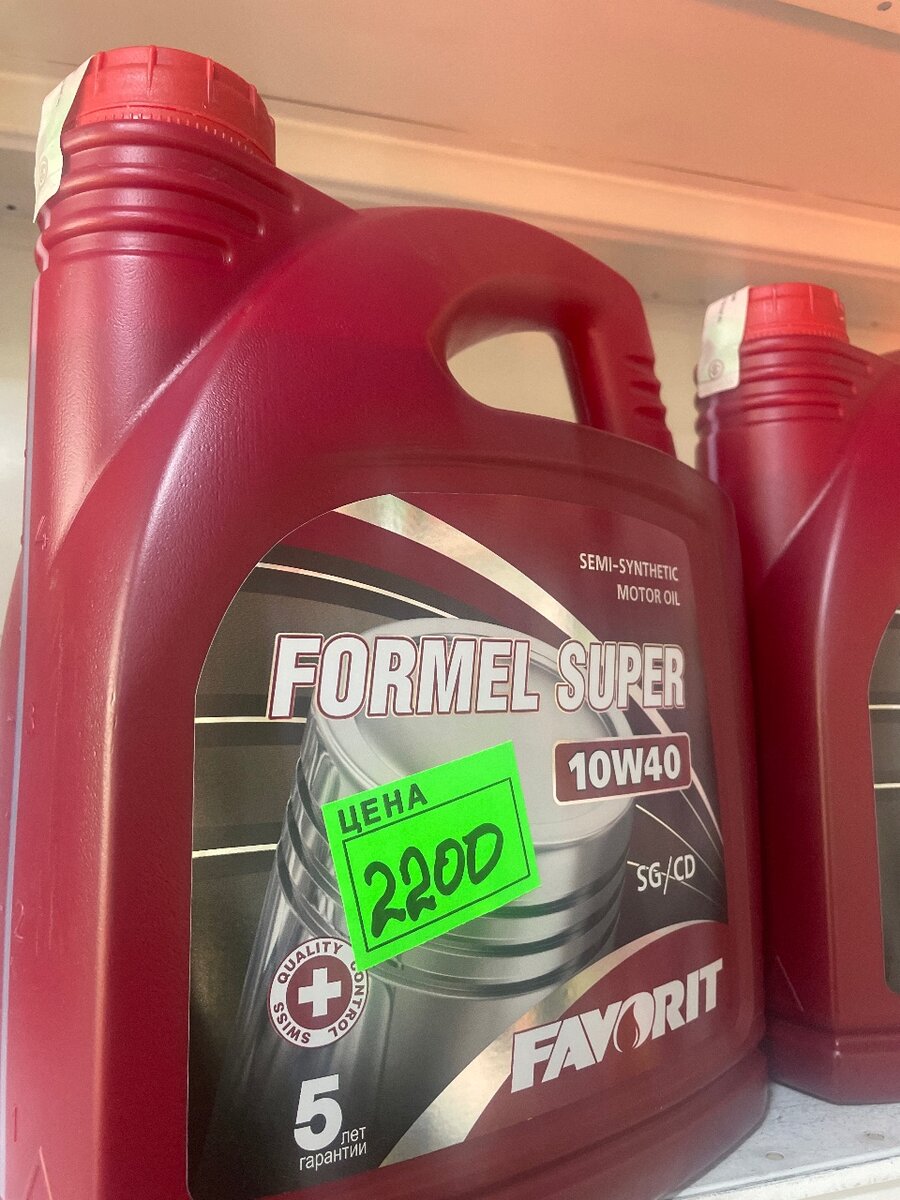 SEMI-SYNTHETIC
MOTOR OIL
FORMEL SUPER
10W40
ЦЕНА
2200
SG/CD
QUALITY CONTROL SWISS
FAVORIT
5 лет
гарантии